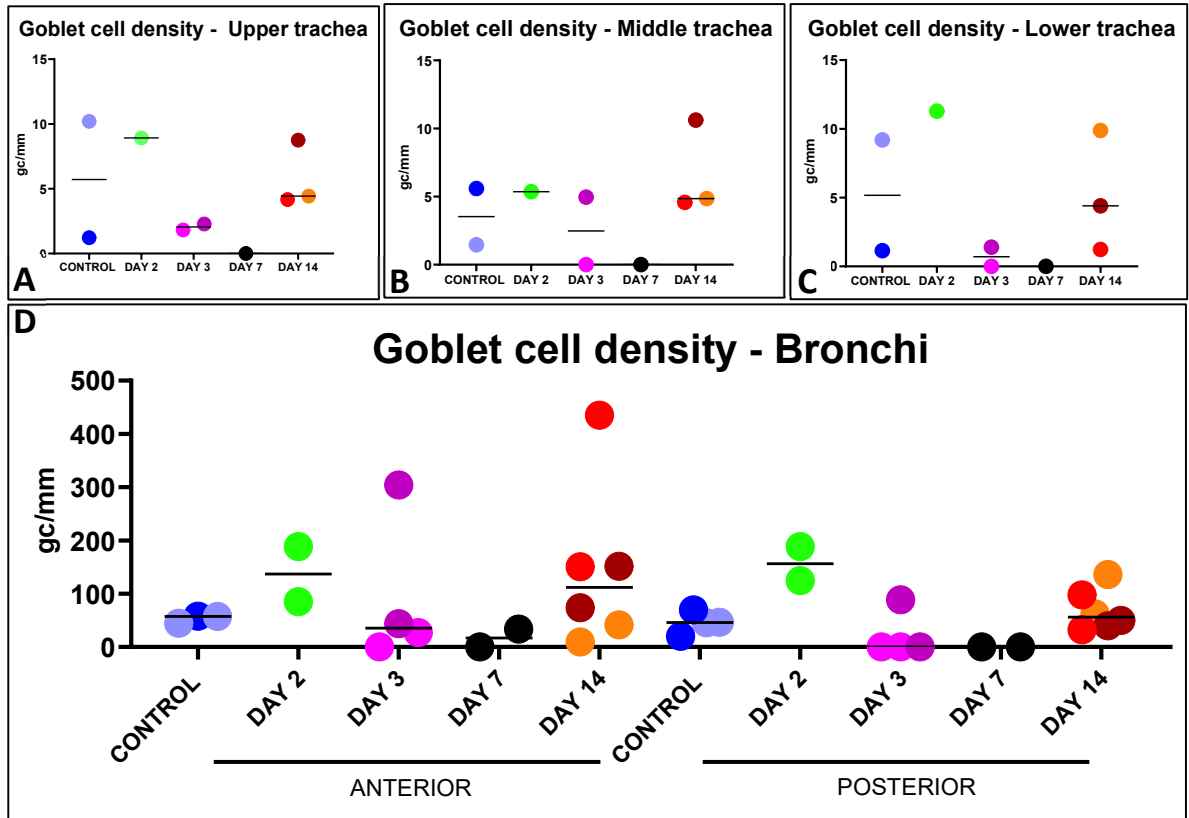 Goblet cell density - Upper trachea
15
10
5
0
gc/mm
CONTROL DAY 2 DAY 3 DAY 7 DAY 14
A
Goblet cell density - Middle trachea
15
10
5
0
gc/mm
CONTROL DAY 2 DAY 3 DAY 7 DAY 14
B
Goblet cell density - Lower trachea
15
10
5
0
gc/mm
CONTROL DAY 2 DAY 3 DAY 7 DAY 14
C
D
Goblet cell density - Bronchi
500
400
300
200
100
0
gc/mm
CONTROL DAY 2 DAY 3 DAY 7 DAY 14 CONTROL DAY 2 DAY 3 DAY 7 DAY 14
ANTERIOR POSTERIOR